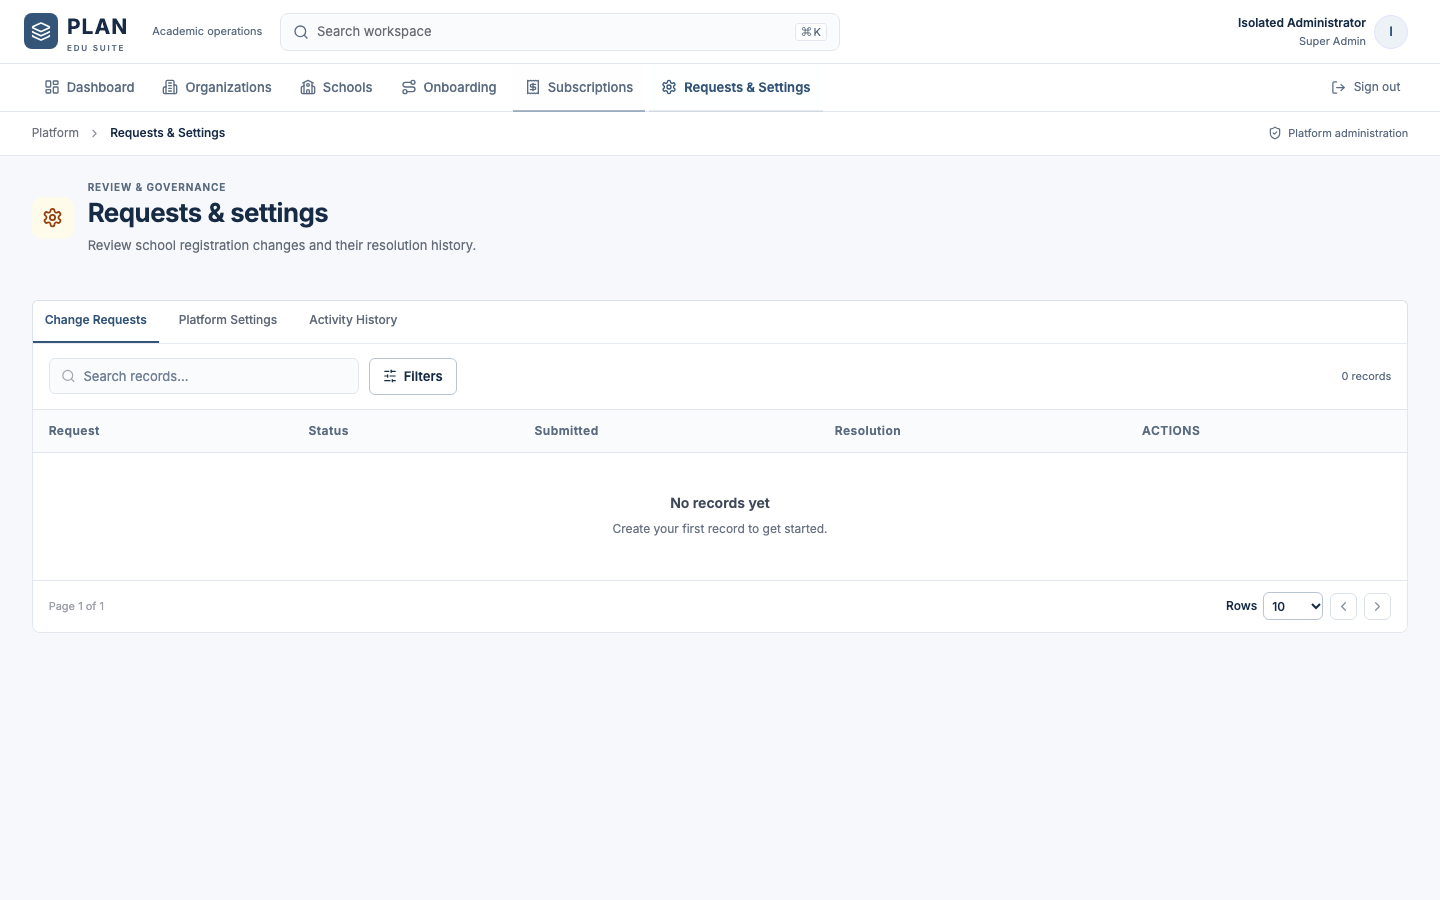 PLAN
EDU SUITE
Academic operations
Search workspace
⌘K
Isolated Administrator
Super Admin
I
Dashboard
Organizations
Schools
Onboarding
Subscriptions
Requests & Settings
Sign out
Platform
Requests & Settings
Platform administration
REVIEW & GOVERNANCE
Requests & settings
Review school registration changes and their resolution history.
Change Requests
Platform Settings
Activity History
Search records...
Filters
0 records
Request
Status
Submitted
Resolution
ACTIONS
No records yet
Create your first record to get started.
Page 1 of 1
Rows
10